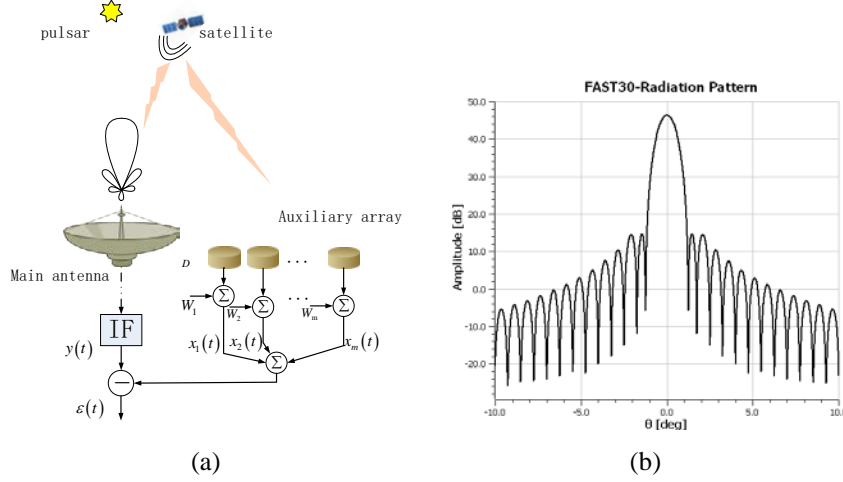 pulsar
satellite
Auxiliary array
Main antenna
D
...
...
W₁
W₂
Wₘ
Σ
Σ
Σ
IF
y(t)
x₁(t)
x₂(t)
xₘ(t)
Σ
−
ε(t)
(a)
FAST30-Radiation Pattern
Amplitude [dB]
50.0
40.0
30.0
20.0
10.0
0.0
-10.0
-20.0
-10.0
-5.0
0.0
5.0
10.0
θ [deg]
(b)